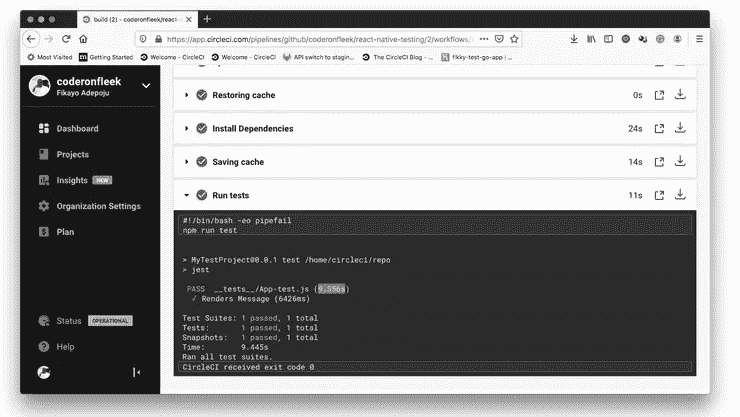 build (2) - coderonfleek/react-
https://app.circleci.com/pipelines/github/coderonfleek/react-native-testing/2/workflows/
Most Visited
Getting Started
Welcome - CircleCI
Welcome - CircleCI
API switch to stagin...
The CircleCI Blog - ...
fikky-test-go-app |...
coderonfleek
Fikayo Adepoju
Dashboard
Projects
Insights NEW
Organization Settings
Plan
Status OPERATIONAL
Help
Restoring cache 0s
Install Dependencies 24s
Saving cache 14s
Run tests 11s
#!/bin/bash -eo pipefail
npm run test
> MyTestProject@0.0.1 test /home/circleci/repo
> jest
PASS __tests__/App-test.js (9.356s)
✓ Renders Message (6426ms)
Test Suites: 1 passed, 1 total
Tests: 1 passed, 1 total
Snapshots: 1 passed, 1 total
Time: 9.445s
Ran all test suites.
CircleCI received exit code 0